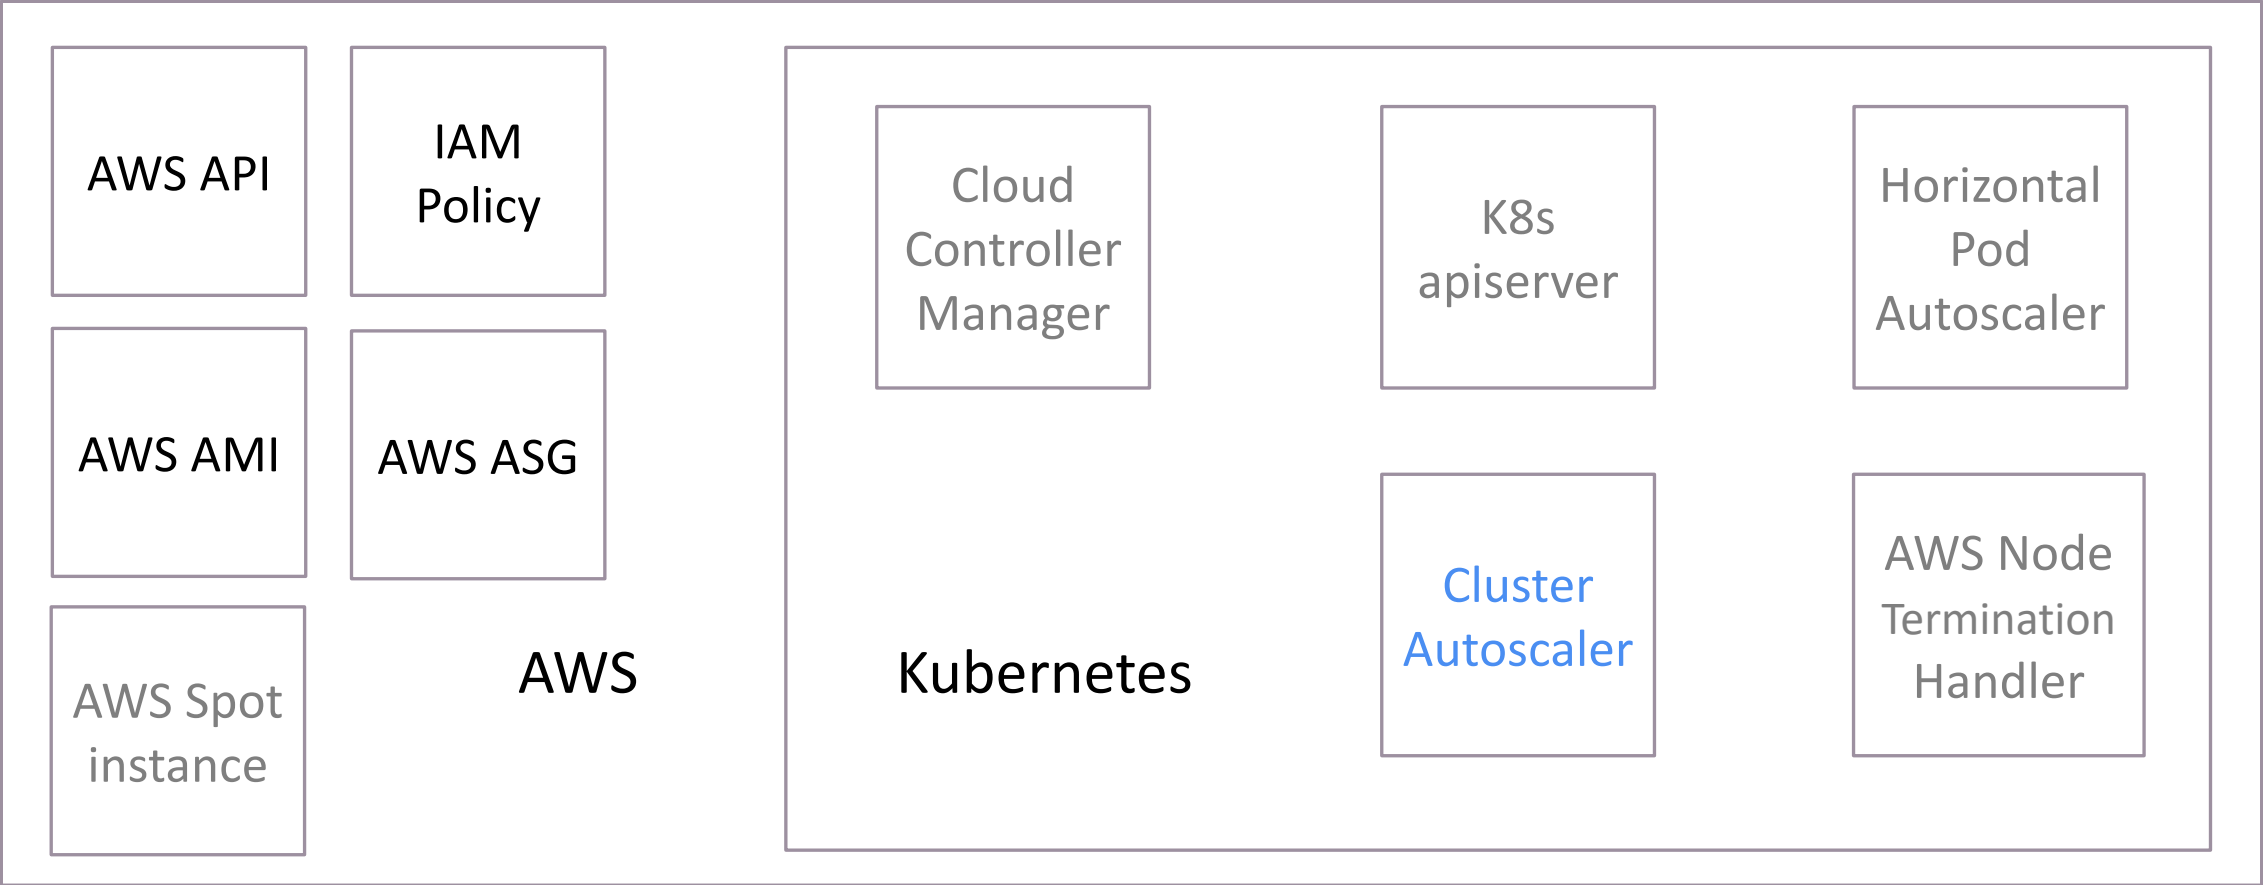 AWS API
IAM
Policy
AWS AMI
AWS ASG
AWS Spot
instance
AWS
Cloud
Controller
Manager
K8s
apiserver
Horizontal
Pod
Autoscaler
Kubernetes
Cluster
Autoscaler
AWS Node
Termination
Handler